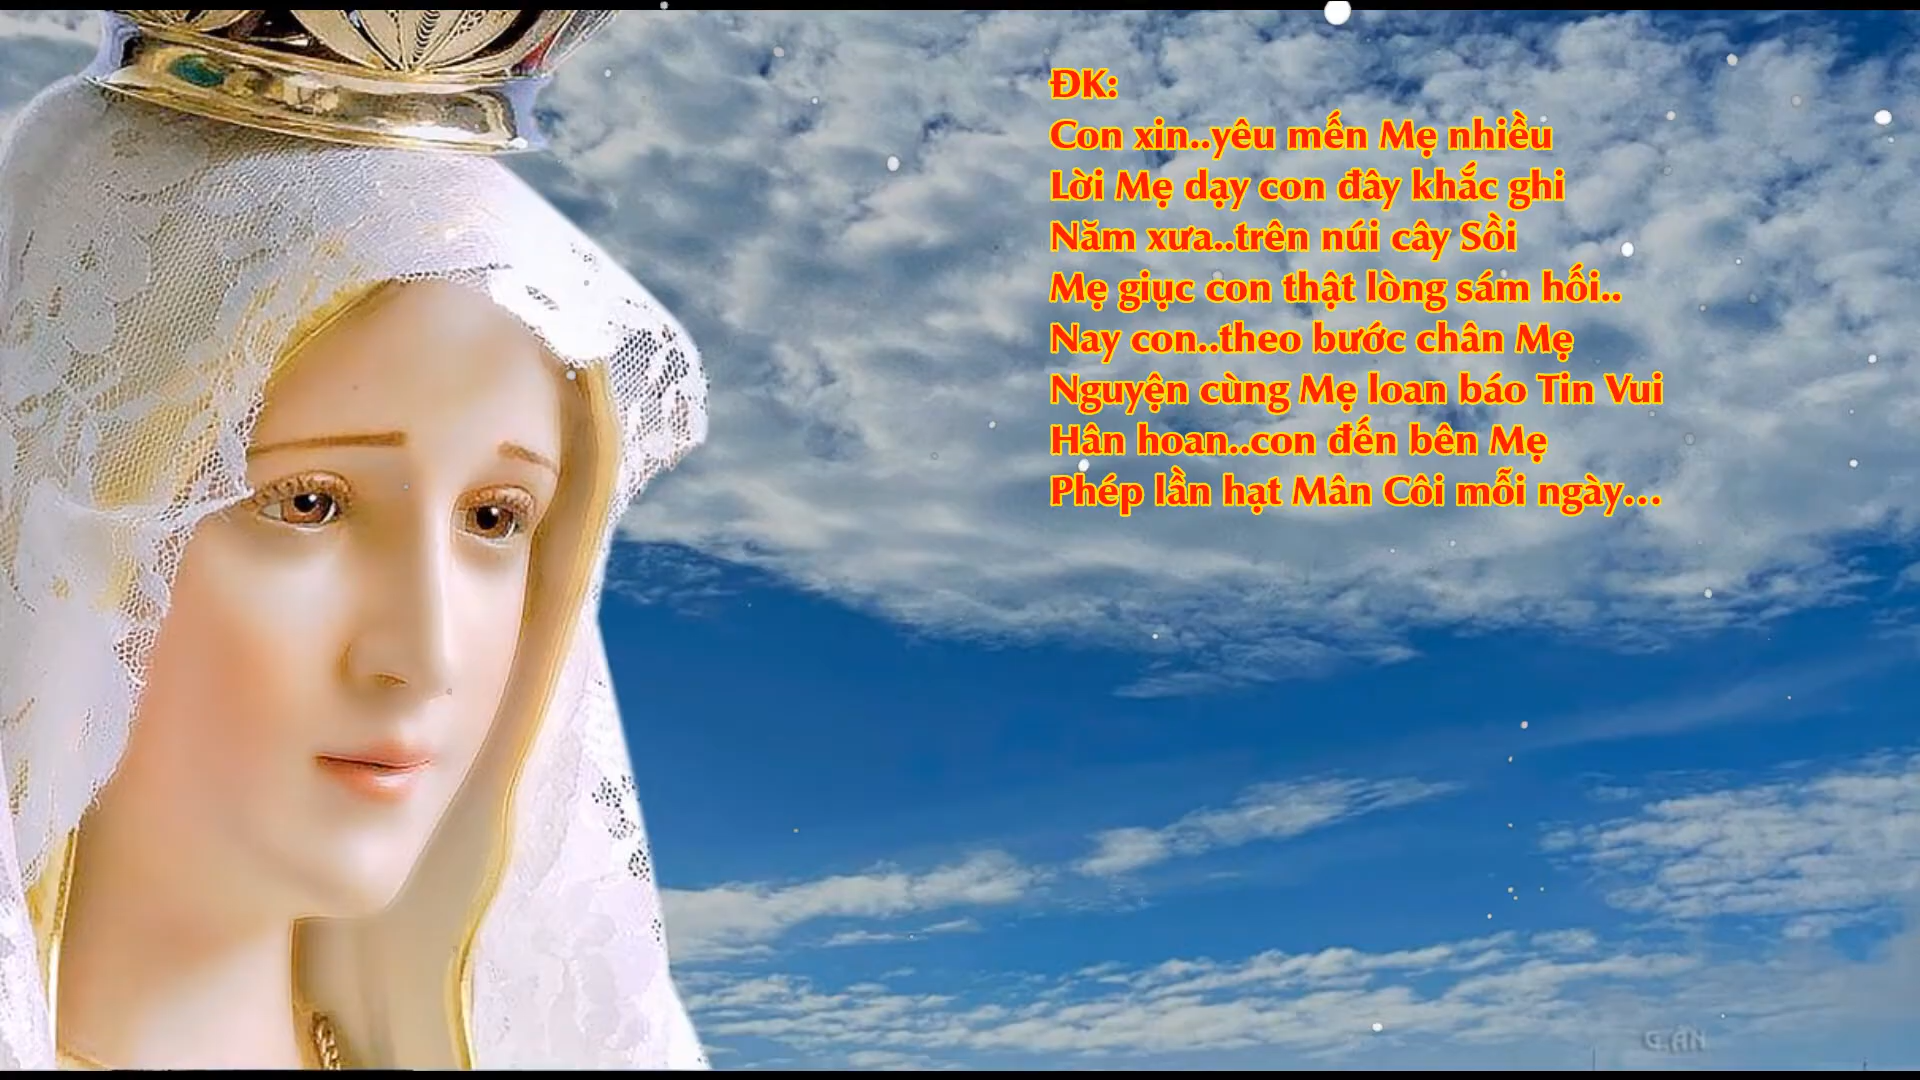 ĐK:
Con xin..yêu mến Mẹ nhiều
Lời Mẹ dạy con đây khắc ghi
Năm xưa..trên núi cây Sồi
Mẹ giục con thật lòng sám hối..
Nay con..theo bước chân Mẹ
Nguyện cùng Mẹ loan báo Tin Vui
Hân hoan..con đến bên Mẹ
Phép lần hạt Mân Côi mỗi ngày...
G.ÂN